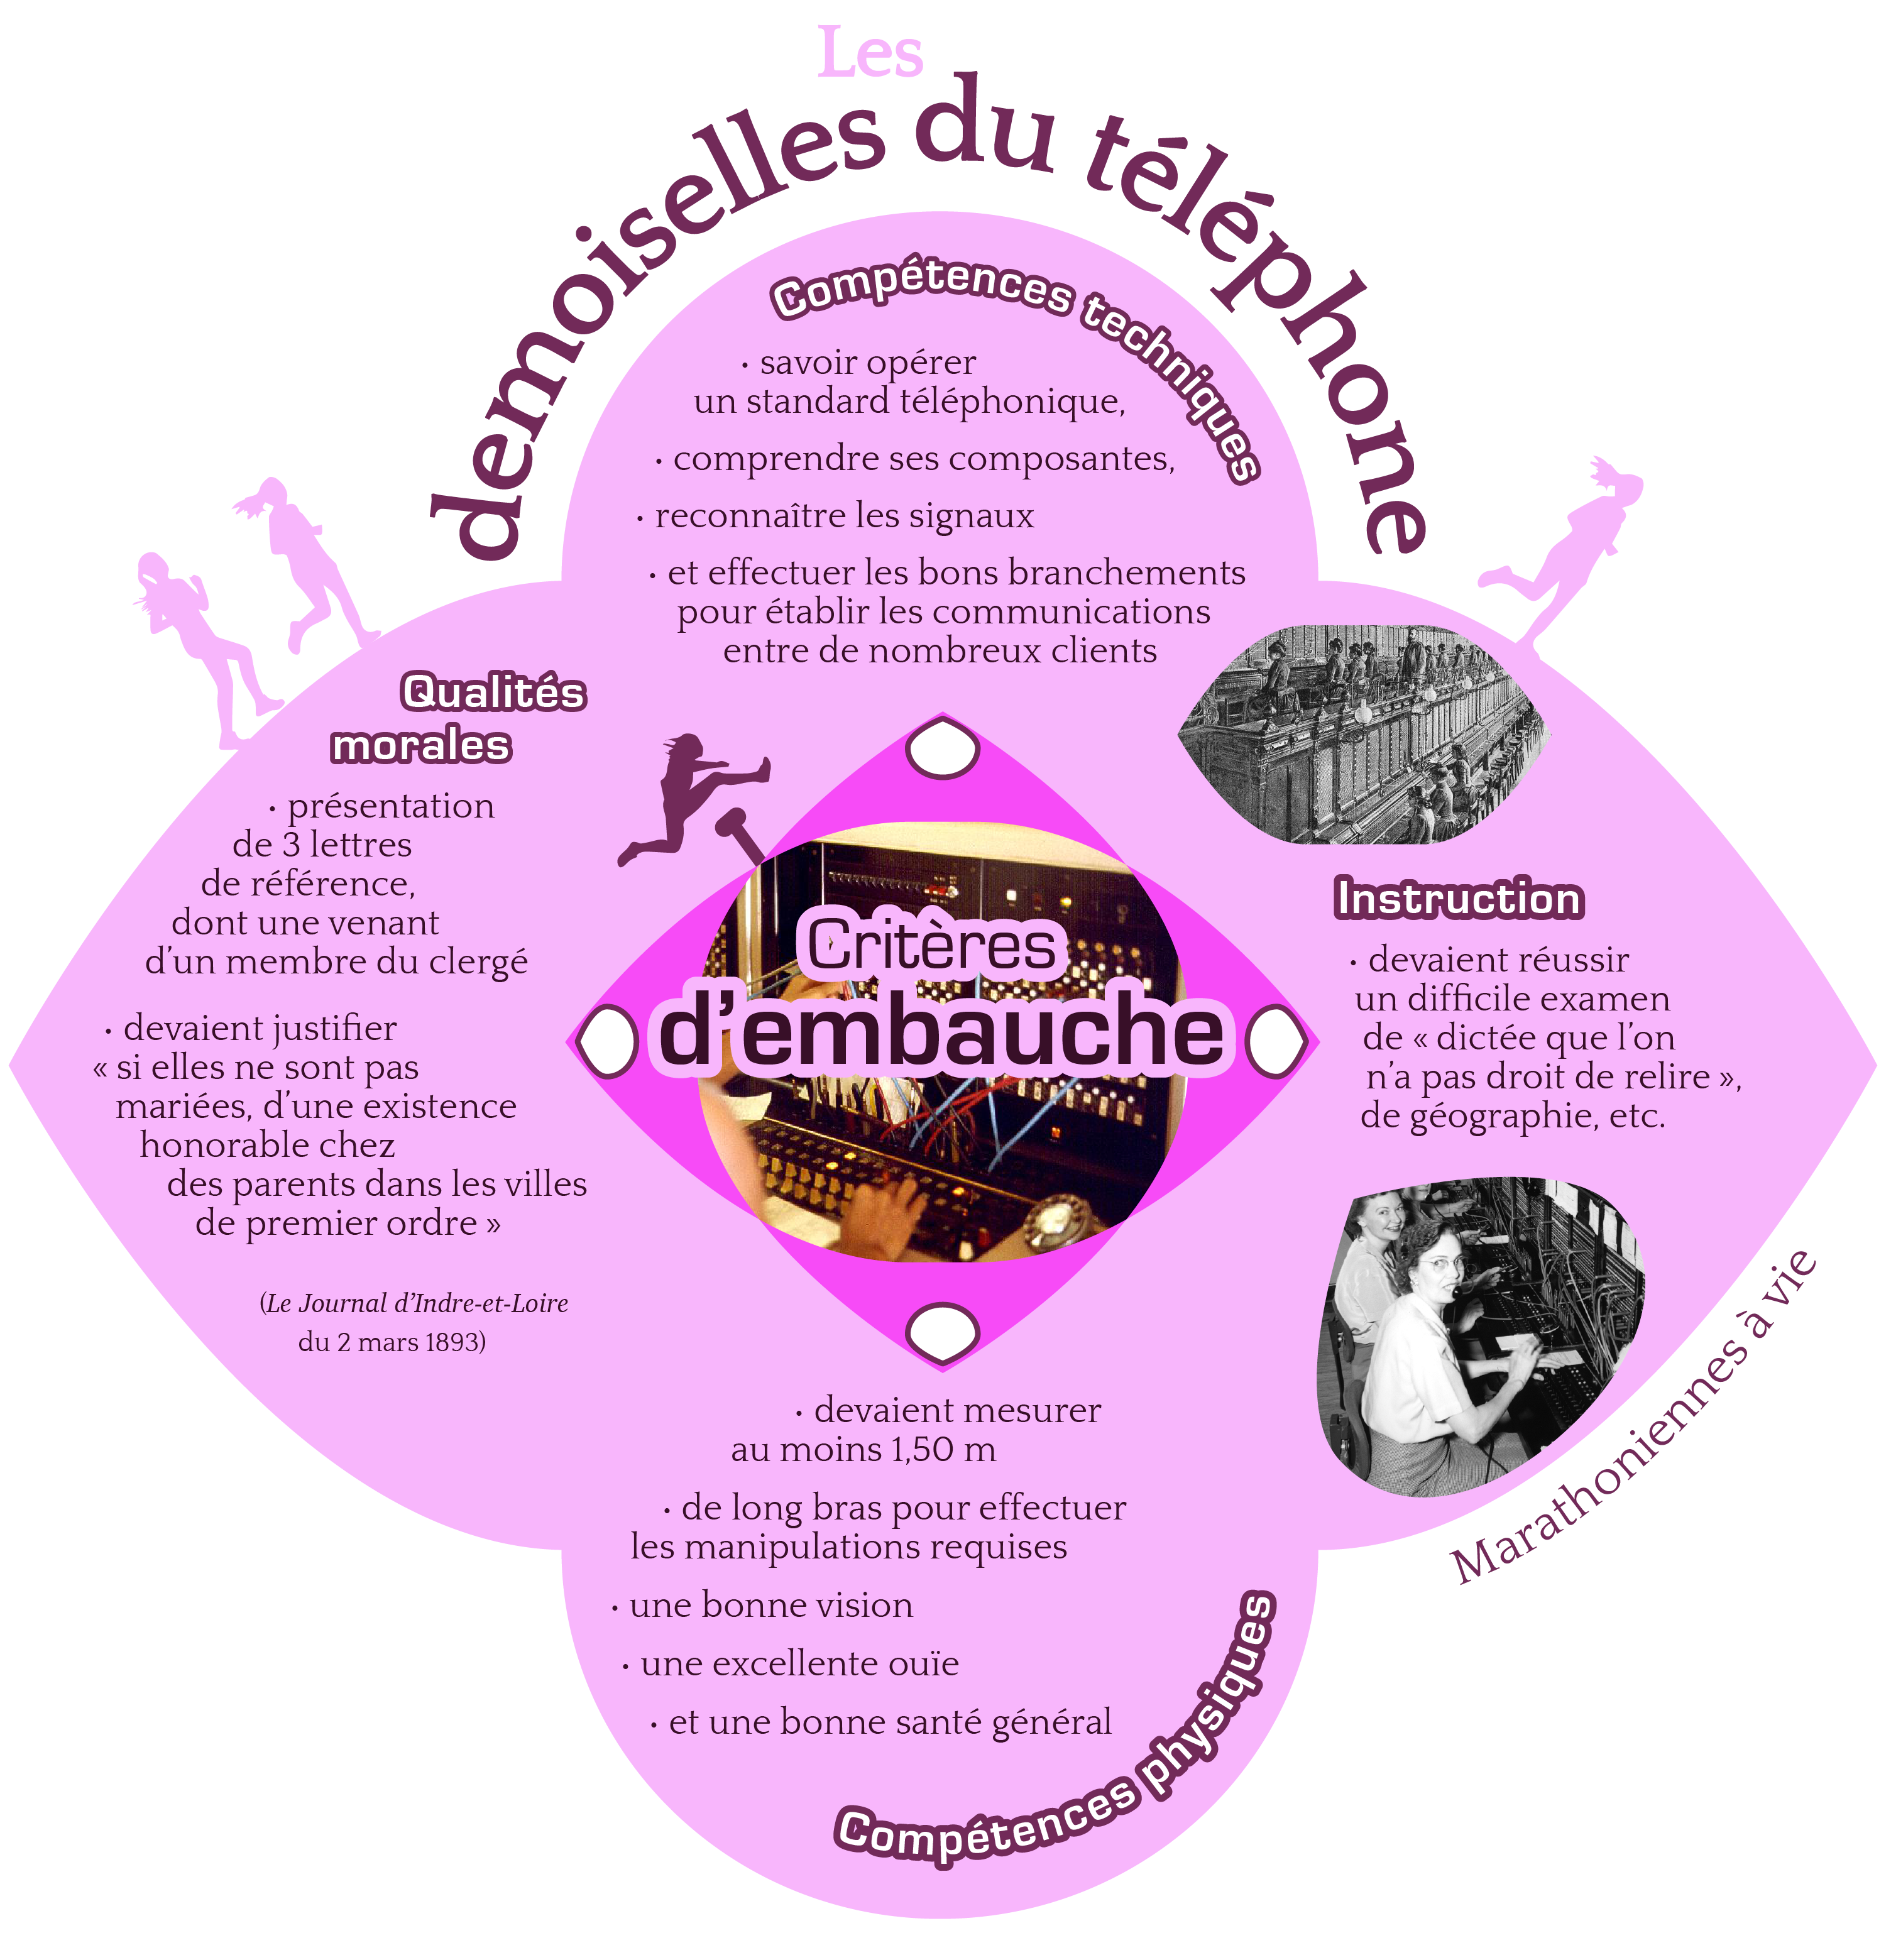 Les
demoiselles du téléphone
Compétences techniques
• savoir opérer
un standard téléphonique,
• comprendre ses composantes,
• reconnaître les signaux
• et effectuer les bons branchements
pour établir les communications
entre de nombreux clients
Qualités
morales
• présentation
de 3 lettres
de référence,
dont une venant
d’un membre du clergé
• devaient justifier
« si elles ne sont pas
mariées, d’une existence
honorable chez
des parents dans les villes
de premier ordre »
(Le Journal d’Indre-et-Loire
du 2 mars 1893)
Critères
d’embauche
Instruction
• devaient réussir
un difficile examen
de « dictée que l’on
n’a pas droit de relire »,
de géographie, etc.
Marathoniennes à vie
• devaient mesurer
au moins 1,50 m
• de long bras pour effectuer
les manipulations requises
• une bonne vision
• une excellente ouïe
• et une bonne santé général
Compétences physiques